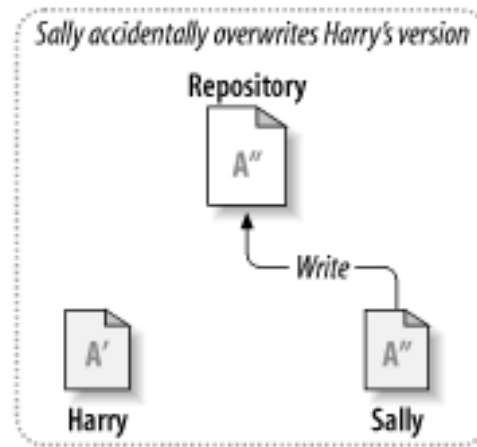 Sally accidentally overwrites Harry's version
Repository
A″
Write
A′
A″
Harry
Sally